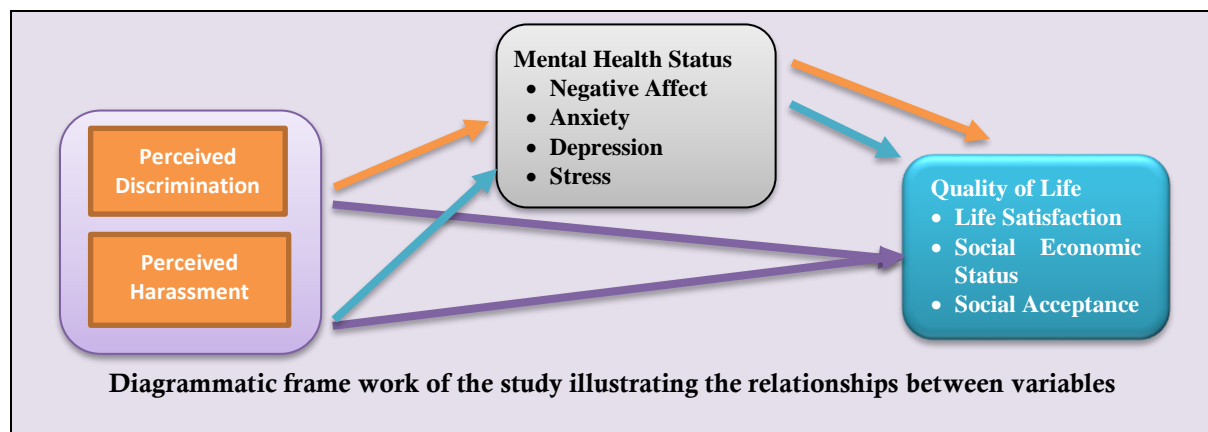 Perceived
Discrimination
Perceived
Harassment
Mental Health Status
• Negative Affect
• Anxiety
• Depression
• Stress
Quality of Life
• Life Satisfaction
• Social Economic
Status
• Social Acceptance
Diagrammatic frame work of the study illustrating the relationships between variables